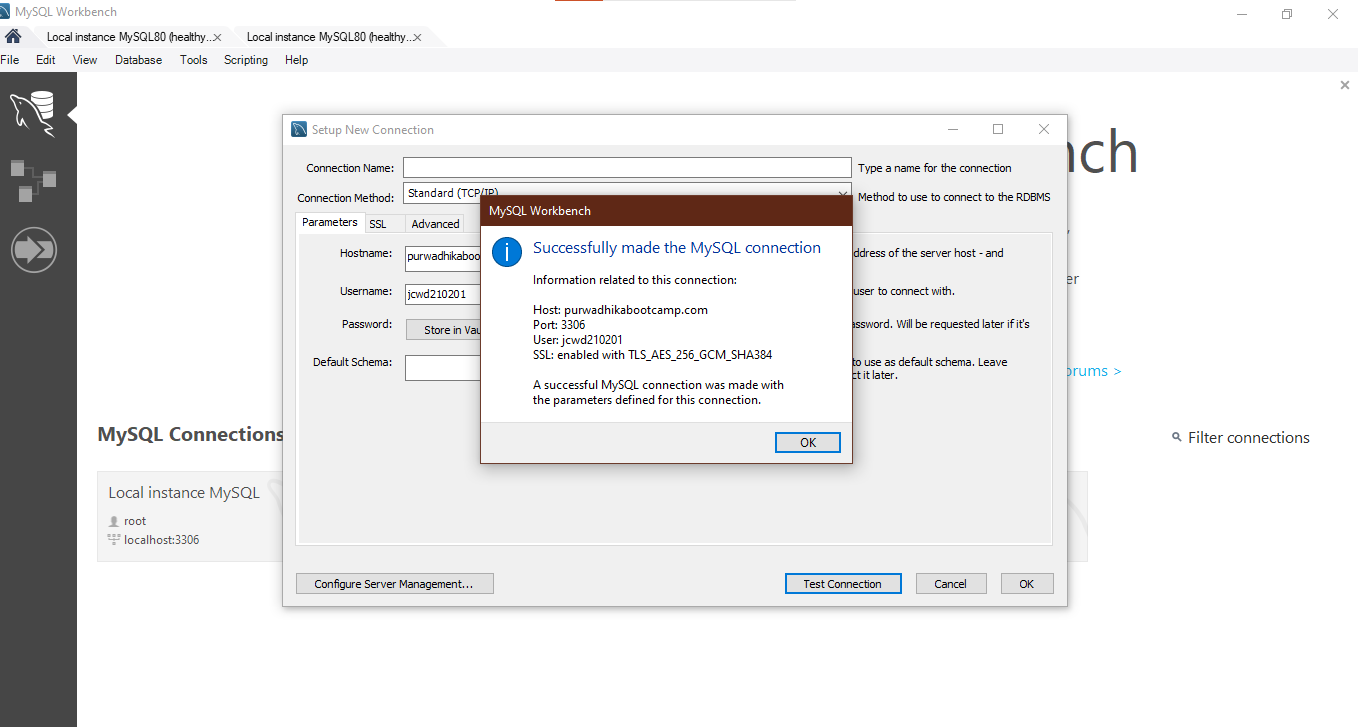 MySQL Workbench
Local instance MySQL80 (healthy... Local instance MySQL80 (healthy...
File Edit View Database Tools Scripting Help
Setup New Connection
nch
Connection Name: Type a name for the connection
Connection Method: Standard (TCP/IP) Method to use to connect to the RDBMS
Parameters SSL Advanced
Hostname: purwadhikaboo ddress of the server host - and
Username: jcwd210201 user to connect with.
Password: Store in Vau assword. Will be requested later if it's
Default Schema: to use as default schema. Leave
ct it later.
er
orums >
MySQL Workbench
Successfully made the MySQL connection
Information related to this connection:
Host: purwadhikabootcamp.com
Port: 3306
User: jcwd210201
SSL: enabled with TLS_AES_256_GCM_SHA384
A successful MySQL connection was made with
the parameters defined for this connection.
OK
MySQL Connections
Filter connections
Local instance MySQL
root
localhost:3306
Configure Server Management... Test Connection Cancel OK